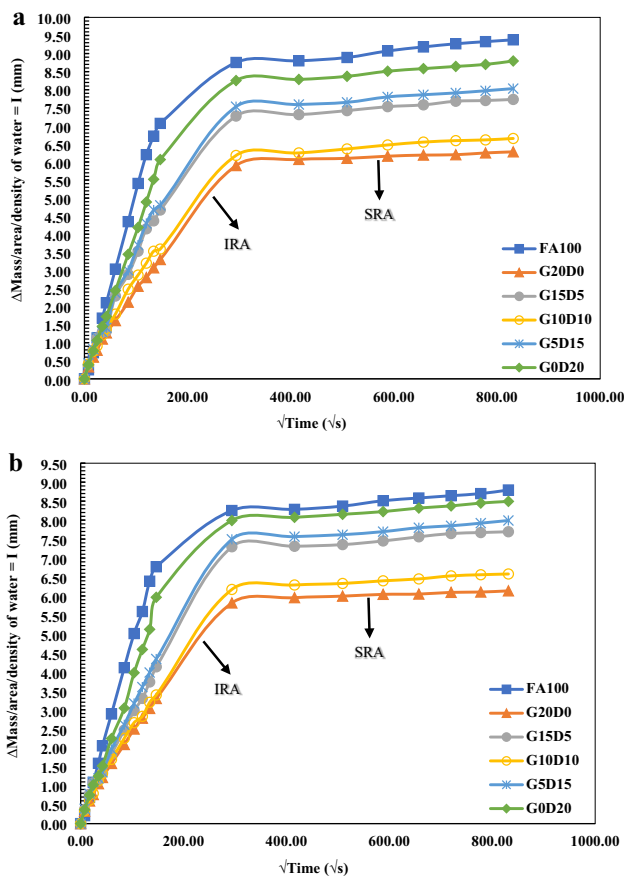 a
ΔMass/area/density of water = I (mm)
10.00
9.50
9.00
8.50
8.00
7.50
7.00
6.50
6.00
5.50
5.00
4.50
4.00
3.50
3.00
2.50
2.00
1.50
1.00
0.50
0.00
IRA
SRA
FA100
G20D0
G15D5
G10D10
G5D15
G0D20
0.00 200.00 400.00 600.00 800.00 1000.00
√Time (√s)
b
ΔMass/area/density of water = I (mm)
9.50
9.00
8.50
8.00
7.50
7.00
6.50
6.00
5.50
5.00
4.50
4.00
3.50
3.00
2.50
2.00
1.50
1.00
0.50
0.00
IRA
SRA
FA100
G20D0
G15D5
G10D10
G5D15
G0D20
0.00 200.00 400.00 600.00 800.00 1000.00
√Time (√s)